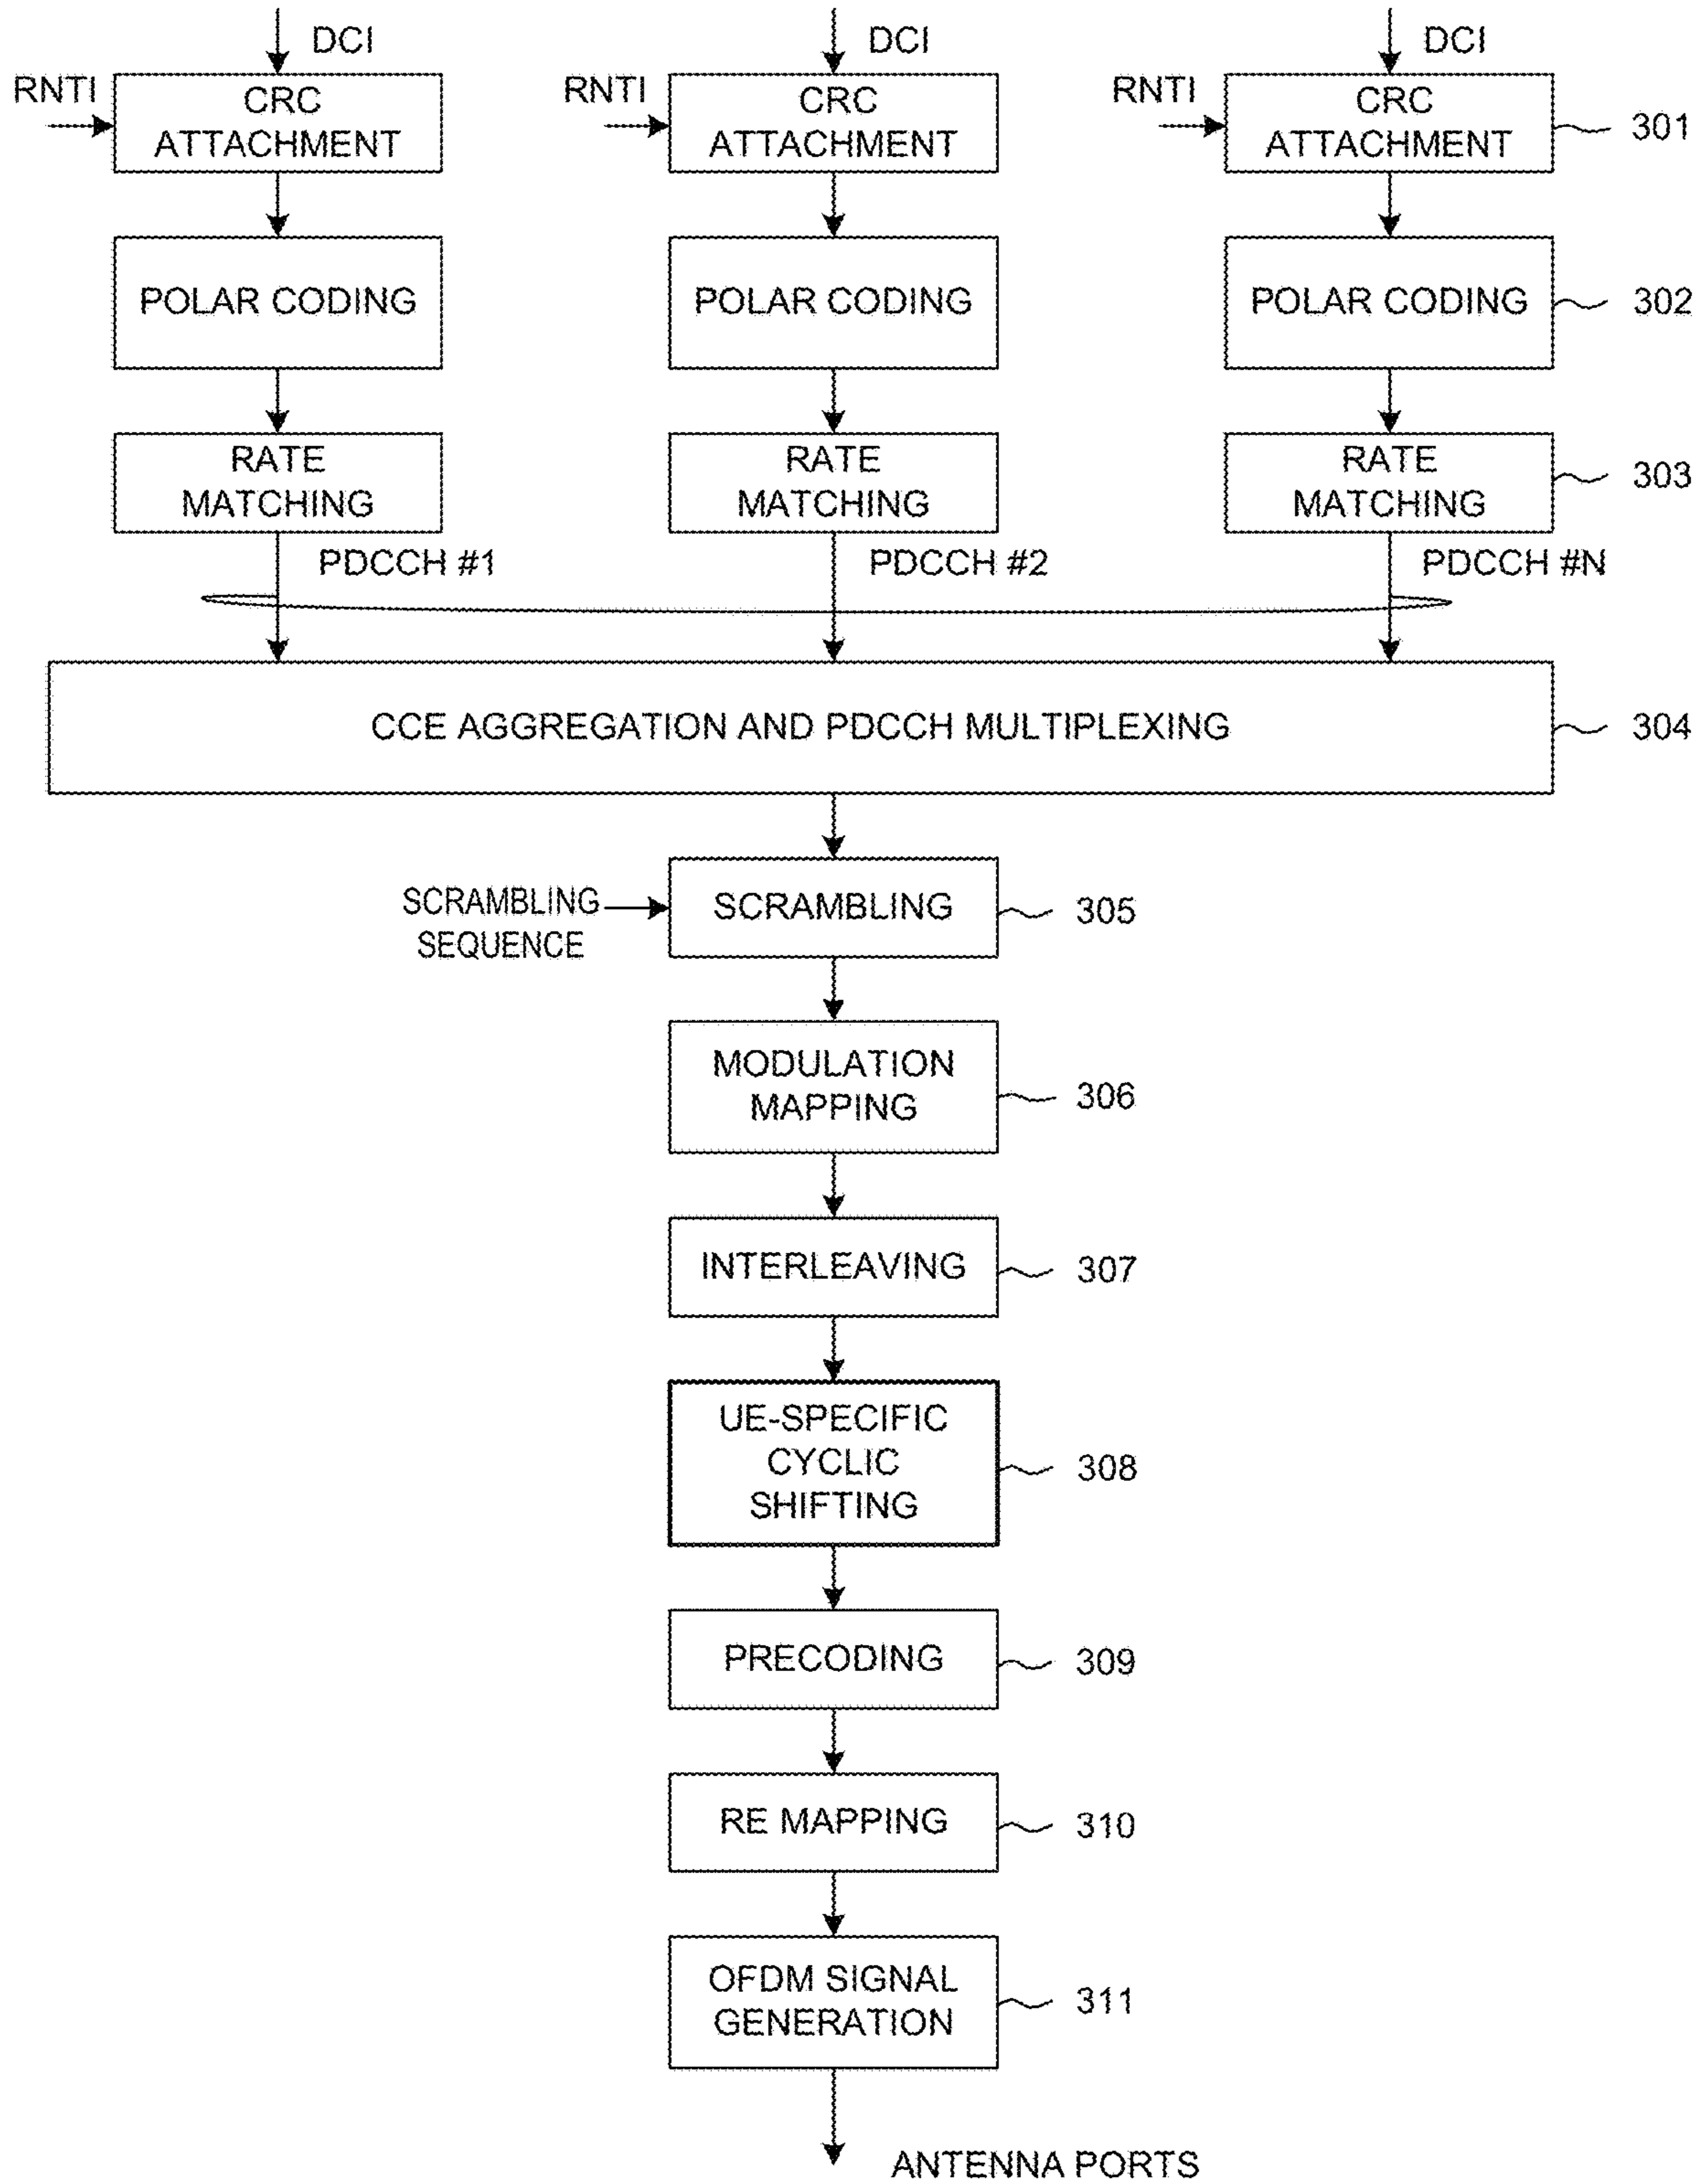 DCI DCI DCI
RNTI RNTI RNTI
CRC ATTACHMENT CRC ATTACHMENT CRC ATTACHMENT 301
POLAR CODING POLAR CODING POLAR CODING 302
RATE MATCHING RATE MATCHING RATE MATCHING 303
PDCCH #1 PDCCH #2 PDCCH #N
CCE AGGREGATION AND PDCCH MULTIPLEXING 304
SCRAMBLING
SEQUENCE
SCRAMBLING 305
MODULATION
MAPPING 306
INTERLEAVING 307
UE-SPECIFIC
CYCLIC
SHIFTING 308
PRECODING 309
RE MAPPING 310
OFDM SIGNAL
GENERATION 311
ANTENNA PORTS